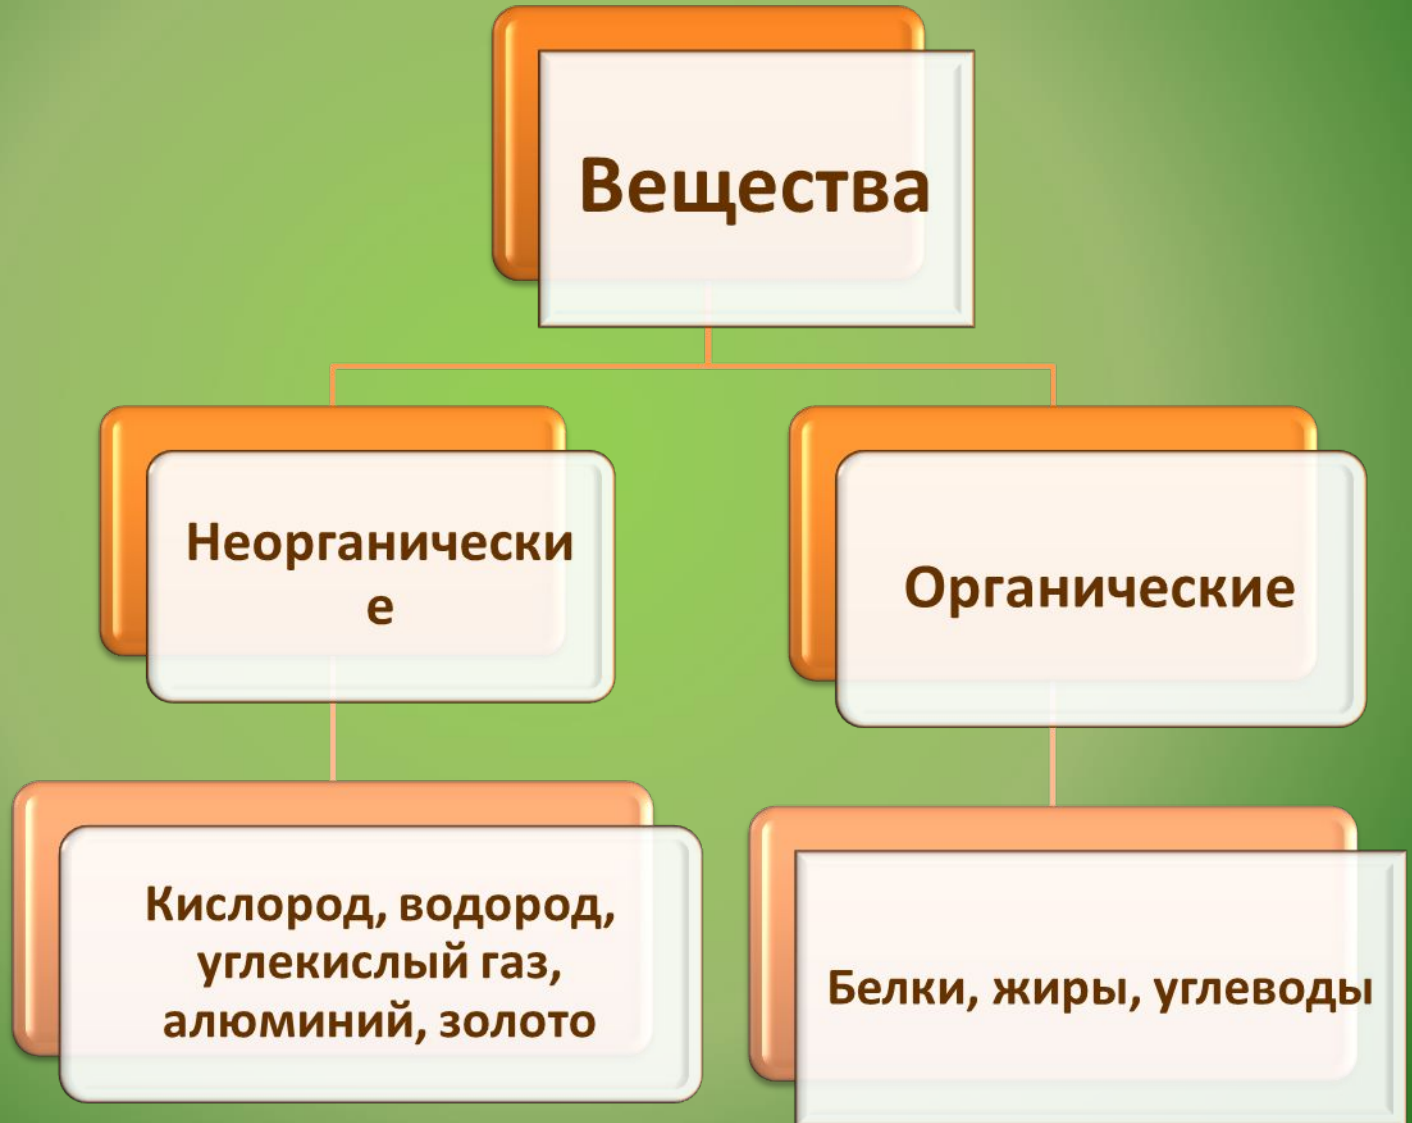 Вещества
Неорганически
е
Органические
Кислород, водород,
углекислый газ,
алюминий, золото
Белки, жиры, углеводы